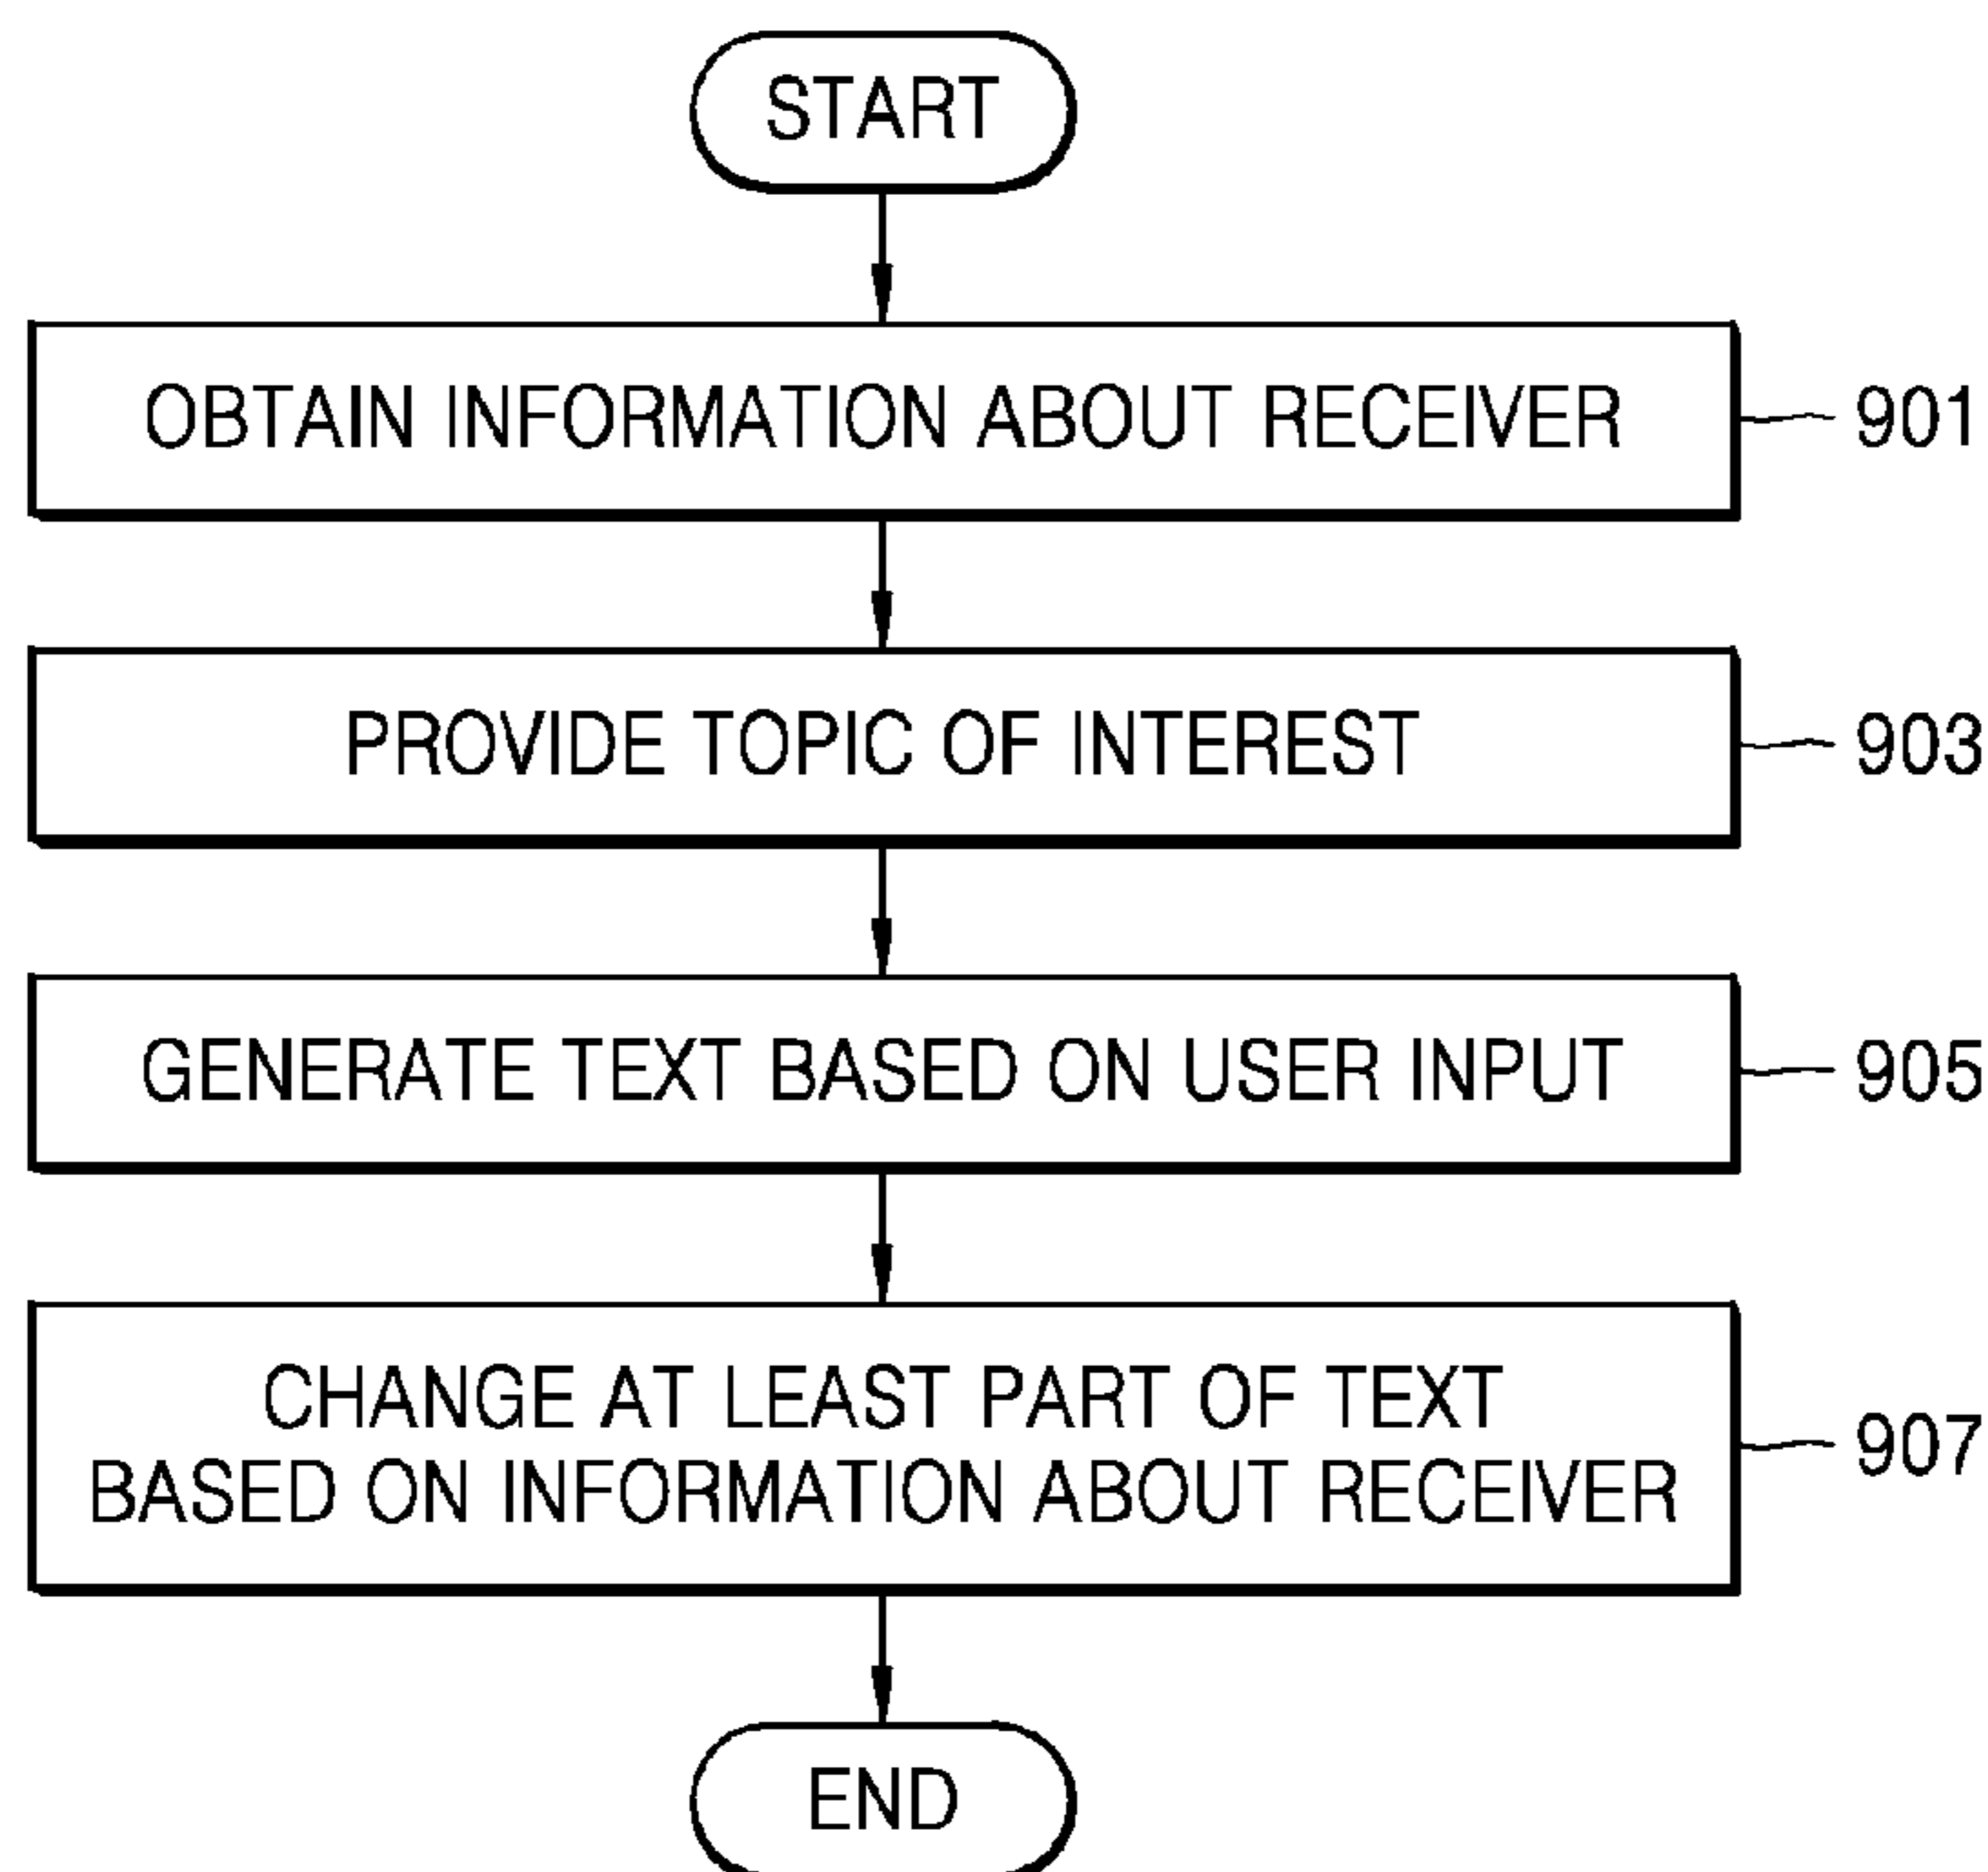 START
OBTAIN INFORMATION ABOUT RECEIVER
901
PROVIDE TOPIC OF INTEREST
903
GENERATE TEXT BASED ON USER INPUT
905
CHANGE AT LEAST PART OF TEXT
BASED ON INFORMATION ABOUT RECEIVER
907
END